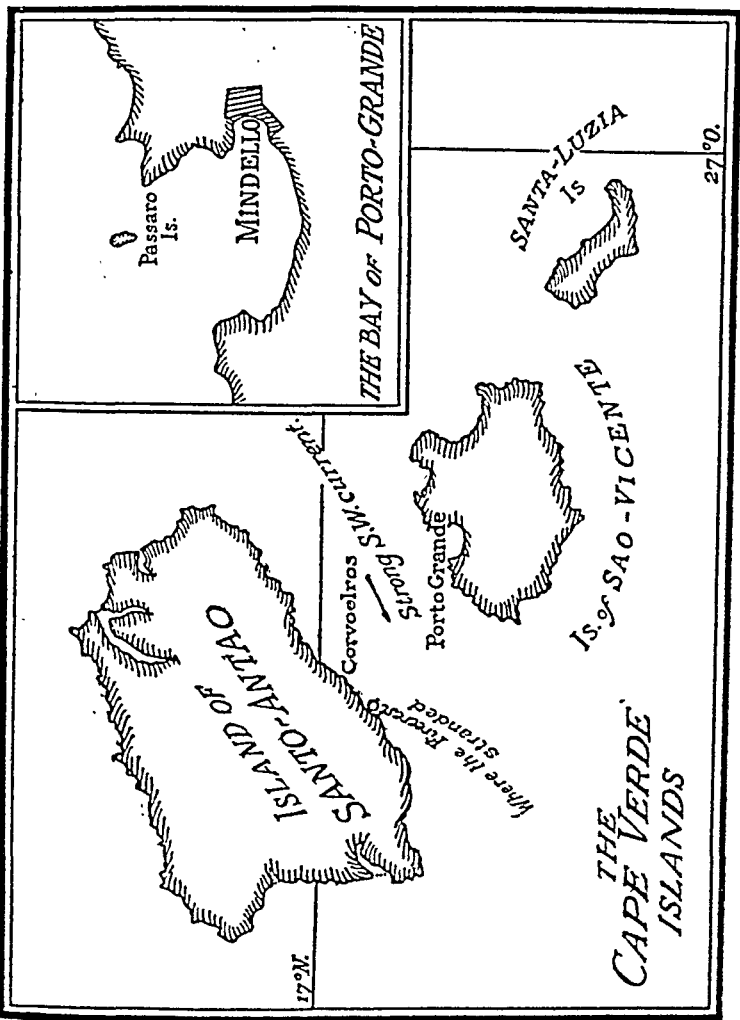 THE BAY OF PORTO-GRANDE
MINDELLO
Passaro
Is.
SANTA-LUZIA
Is
27°O.
ISLAND OF
SANTO-ANTAO
Corvoeiros
Strong S.W. current.
Porto Grande
Is. of SAO-VICENTE
Where the Firecrest
stranded
17°N.
THE
CAPE VERDE
ISLANDS